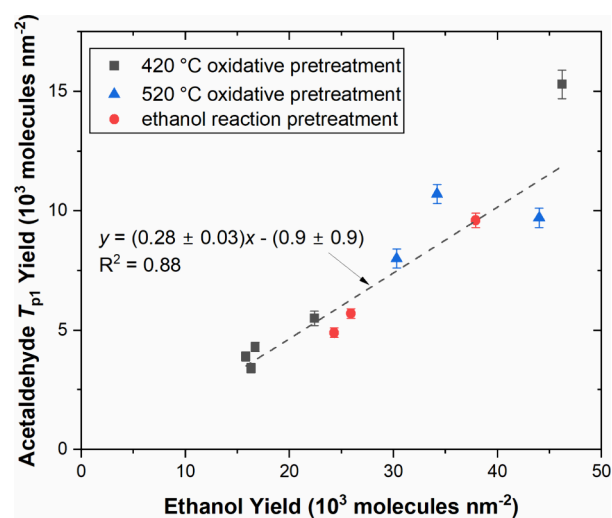 15
10
5
0
0
10
20
30
40
50
420 °C oxidative pretreatment
520 °C oxidative pretreatment
ethanol reaction pretreatment
y = (0.28 ± 0.03)x - (0.9 ± 0.9)
R² = 0.88
Acetaldehyde Tp1 Yield (10³ molecules nm⁻²)
Ethanol Yield (10³ molecules nm⁻²)